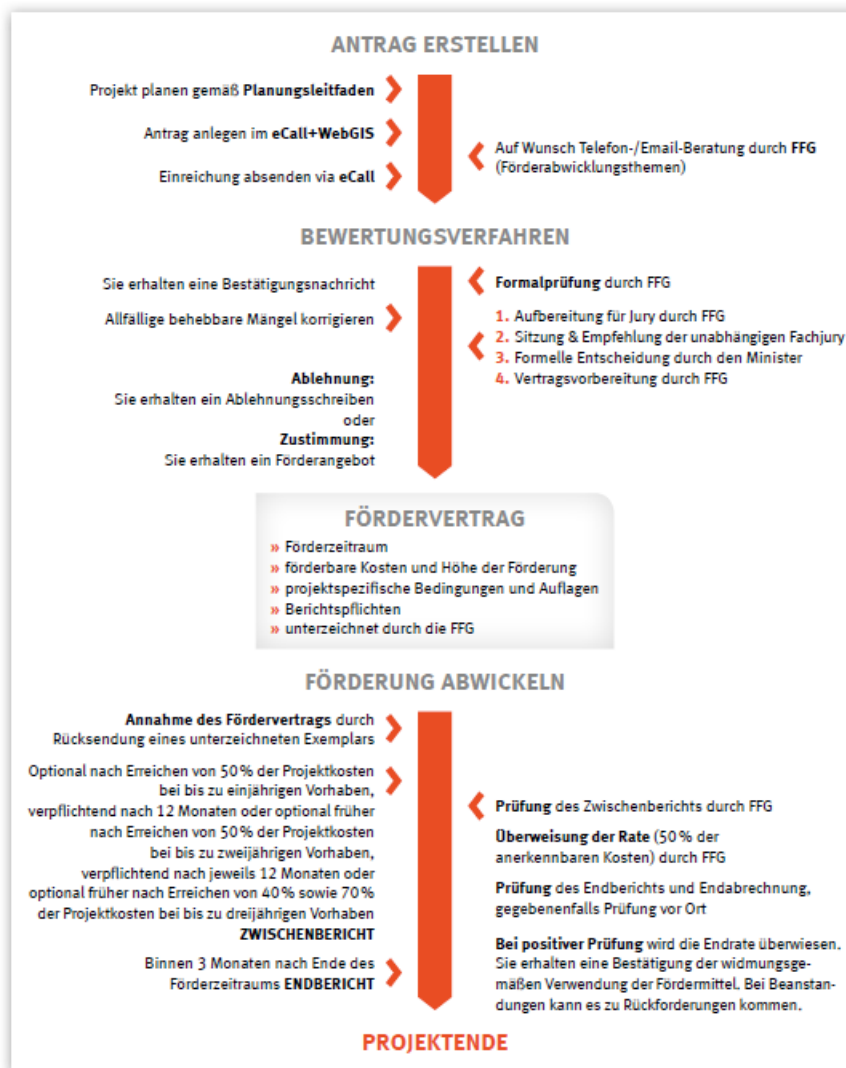 ANTRAG ERSTELLEN
Projekt planen gemäß Planungsleitfaden
Antrag anlegen im eCall+WebGIS
Einreichung absenden via eCall
Auf Wunsch Telefon-/Email-Beratung durch FFG
(Förderabwicklungsthemen)
BEWERTUNGSVERFAHREN
Sie erhalten eine Bestätigungsnachricht
Allfällige behebbare Mängel korrigieren
Ablehnung:
Sie erhalten ein Ablehnungsschreiben
oder
Zustimmung:
Sie erhalten ein Förderangebot
Formalprüfung durch FFG
1. Aufbereitung für Jury durch FFG
2. Sitzung & Empfehlung der unabhängigen Fachjury
3. Formelle Entscheidung durch den Minister
4. Vertragsvorbereitung durch FFG
FÖRDERVERTRAG
» Förderzeitraum
» förderbare Kosten und Höhe der Förderung
» projektspezifische Bedingungen und Auflagen
» Berichtspflichten
» unterzeichnet durch die FFG
FÖRDERUNG ABWICKELN
Annahme des Fördervertrags durch
Rücksendung eines unterzeichneten Exemplars
Optional nach Erreichen von 50% der Projektkosten
bei bis zu einjährigen Vorhaben,
verpflichtend nach 12 Monaten oder optional früher
nach Erreichen von 50% der Projektkosten
bei bis zu zweijährigen Vorhaben,
verpflichtend nach jeweils 12 Monaten oder
optional früher nach Erreichen von 40% sowie 70%
der Projektkosten bei bis zu dreijährigen Vorhaben
ZWISCHENBERICHT
Binnen 3 Monaten nach Ende des
Förderzeitraums ENDBERICHT
Prüfung des Zwischenberichts durch FFG
Überweisung der Rate (50% der
anerkennbaren Kosten) durch FFG
Prüfung des Endberichts und Endabrechnung,
gegebenenfalls Prüfung vor Ort
Bei positiver Prüfung wird die Endrate überwiesen.
Sie erhalten eine Bestätigung der widmungsge-
mäßen Verwendung der Fördermittel. Bei Beanstan-
dungen kann es zu Rückforderungen kommen.
PROJEKTENDE